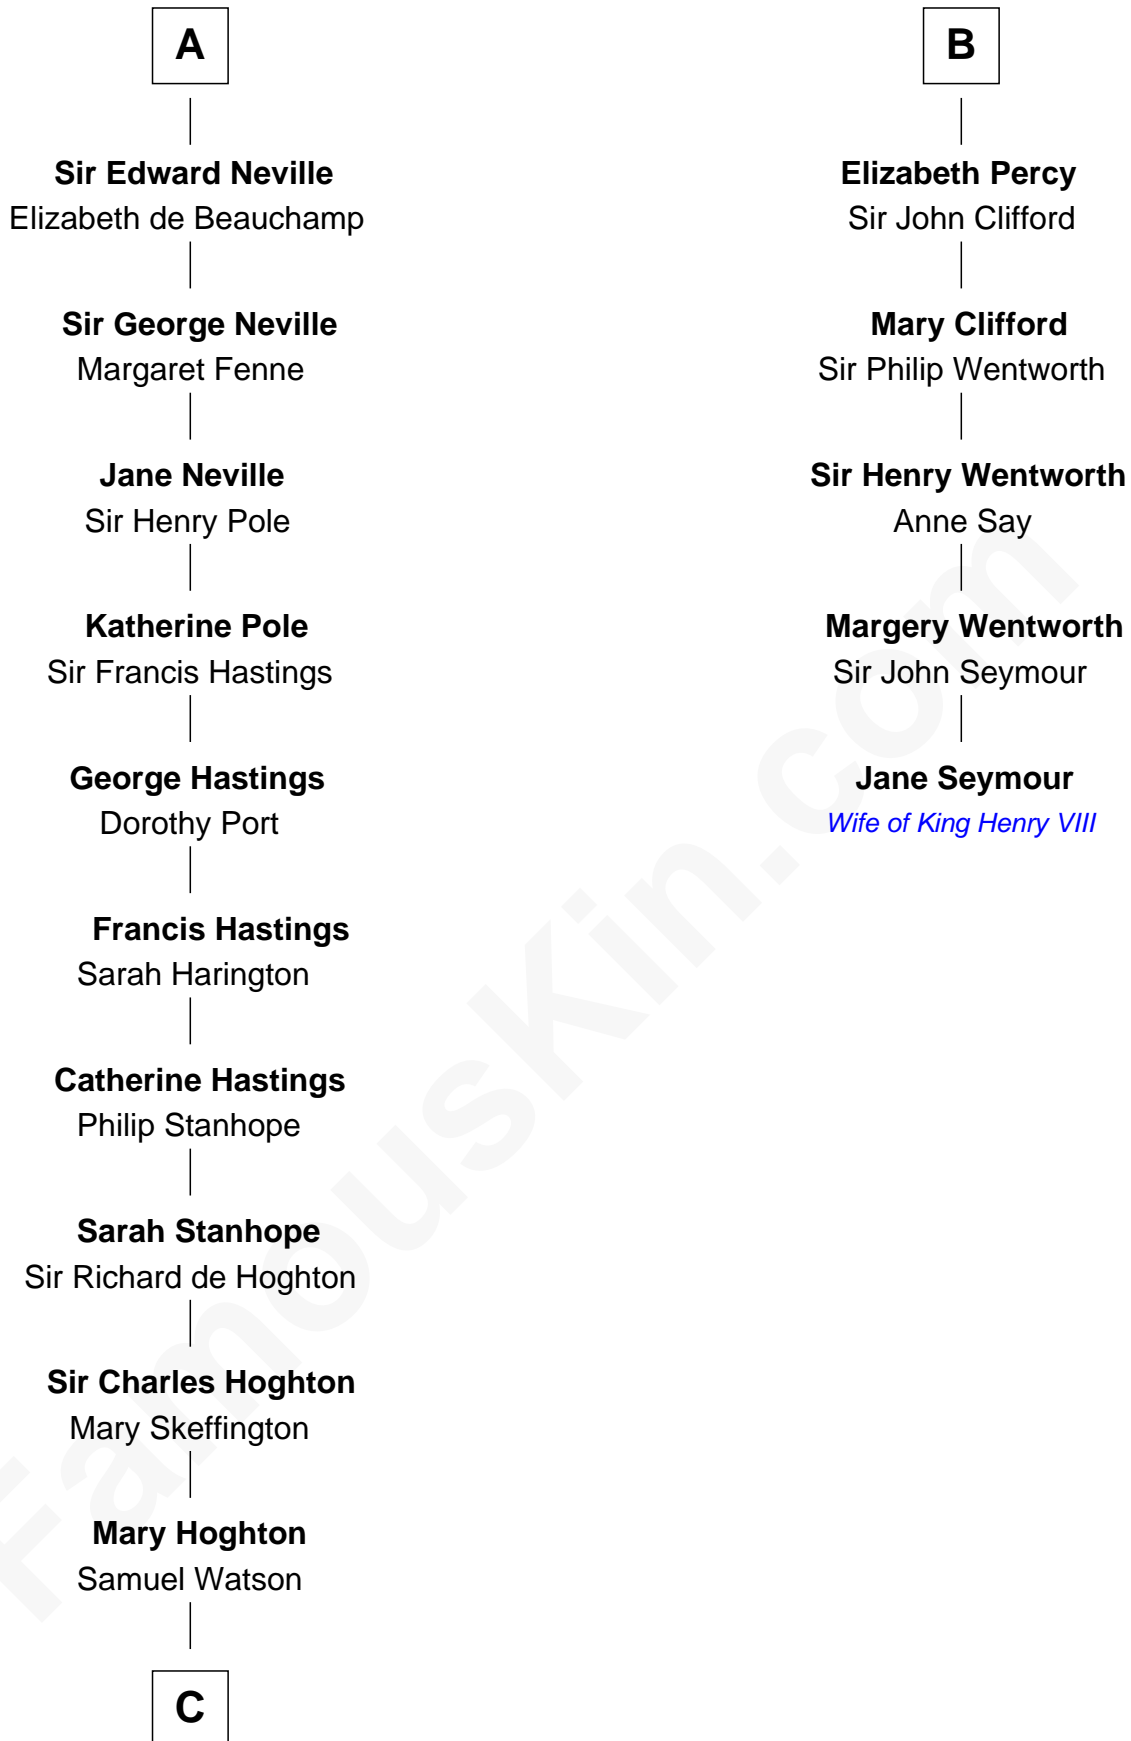 A
Sir Edward Neville
Elizabeth de Beauchamp
Sir George Neville
Margaret Fenne
Jane Neville
Sir Henry Pole
Katherine Pole
Sir Francis Hastings
George Hastings
Dorothy Port
Francis Hastings
Sarah Harington
Catherine Hastings
Philip Stanhope
Sarah Stanhope
Sir Richard de Hoghton
Sir Charles Hoghton
Mary Skeffington
Mary Hoghton
Samuel Watson
C
B
Elizabeth Percy
Sir John Clifford
Mary Clifford
Sir Philip Wentworth
Sir Henry Wentworth
Anne Say
Margery Wentworth
Sir John Seymour
Jane Seymour
Wife of King Henry VIII
FamousKin.com